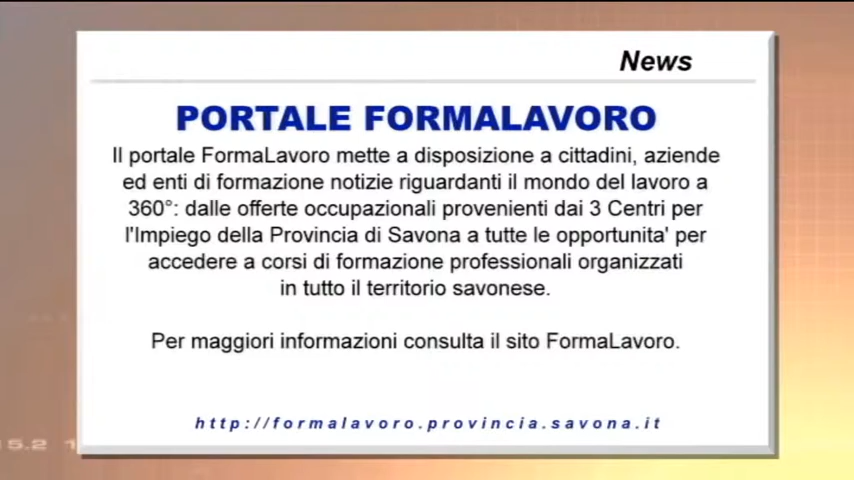 News
PORTALE FORMALAVORO
Il portale FormaLavoro mette a disposizione a cittadini, aziende
ed enti di formazione notizie riguardanti il mondo del lavoro a
360°: dalle offerte occupazionali provenienti dai 3 Centri per
l'Impiego della Provincia di Savona a tutte le opportunita' per
accedere a corsi di formazione professionali organizzati
in tutto il territorio savonese.
Per maggiori informazioni consulta il sito FormaLavoro.
http://formalavoro.provincia.savona.it